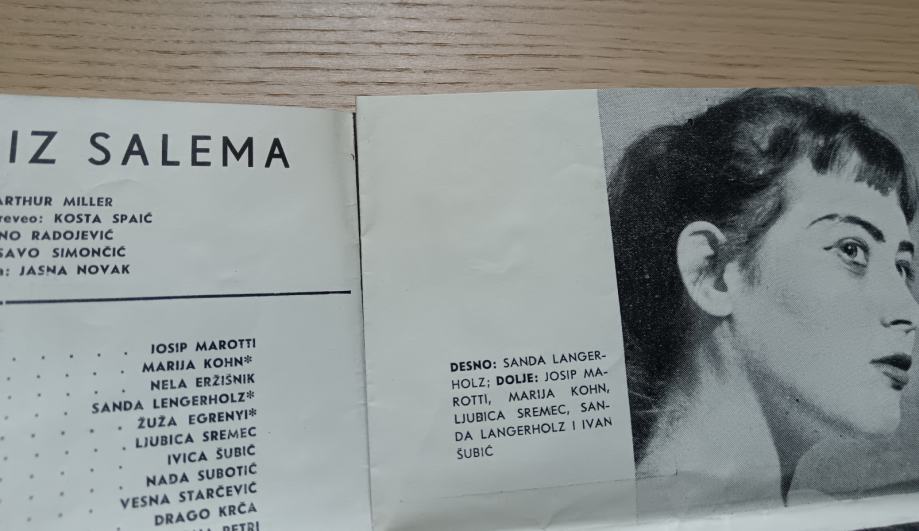 IZ SALEMA
ARTHUR MILLER
reveo: KOSTA SPAIĆ
NO RADOJEVIĆ
SAVO SIMONČIĆ
a: JASNA NOVAK
JOSIP MAROTTI
MARIJA KOHN*
NELA ERŽIŠNIK
SANDA LENGERHOLZ*
ŽUŽA EGRENYI*
LJUBICA SREMEC
IVICA ŠUBIĆ
NADA SUBOTIĆ
VESNA STARČEVIĆ
DRAGO KRČA
PETRI
DESNO: SANDA LANGER-
HOLZ; DOLJE: JOSIP MA-
ROTTI, MARIJA KOHN,
LJUBICA SREMEC, SAN-
DA LANGERHOLZ I IVAN
ŠUBIĆ